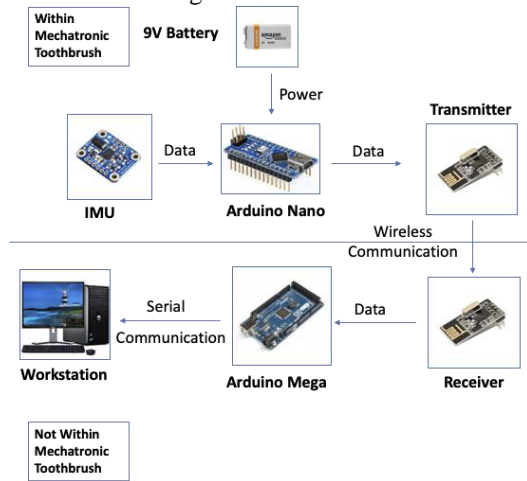 Within
Mechatronic
Toothbrush
9V Battery
amazon
Power
Transmitter
Data
Data
IMU
Arduino Nano
Wireless
Communication
Serial
Communication
Data
Workstation
Arduino Mega
Receiver
Not Within
Mechatronic
Toothbrush